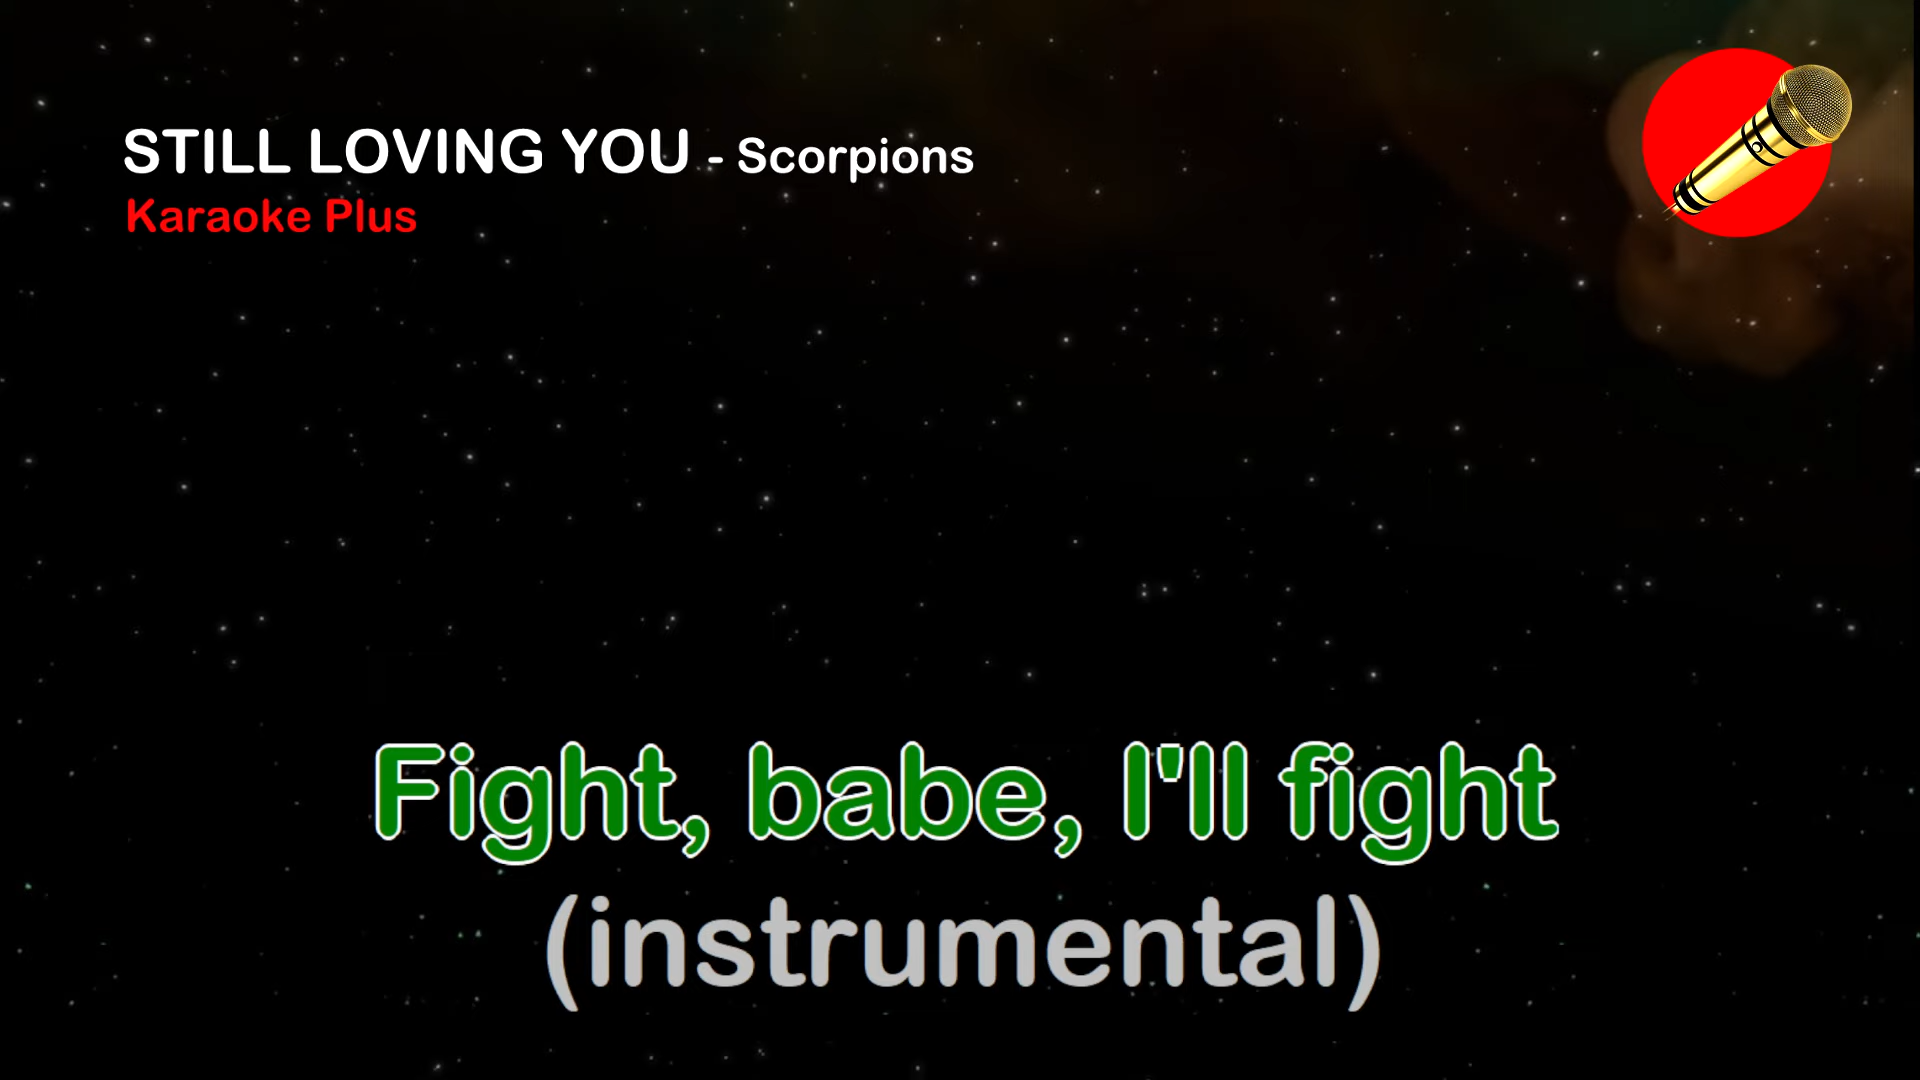 STILL LOVING YOU - Scorpions
Karaoke Plus
Fight, babe, I'll fight
(instrumental)